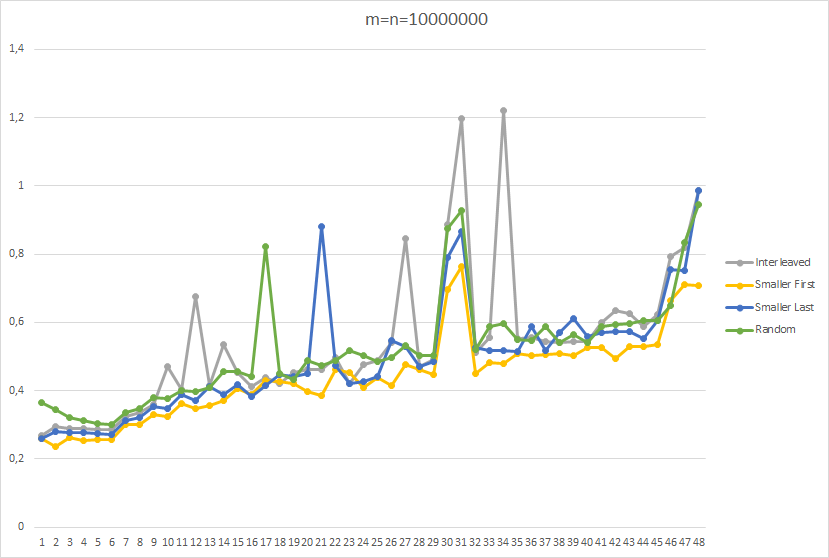 m=n=10000000
1,4
1,2
1
0,8
0,6
0,4
0,2
0
1 2 3 4 5 6 7 8 9 10 11 12 13 14 15 16 17 18 19 20 21 22 23 24 25 26 27 28 29 30 31 32 33 34 35 36 37 38 39 40 41 42 43 44 45 46 47 48
Interleaved
Smaller First
Smaller Last
Random